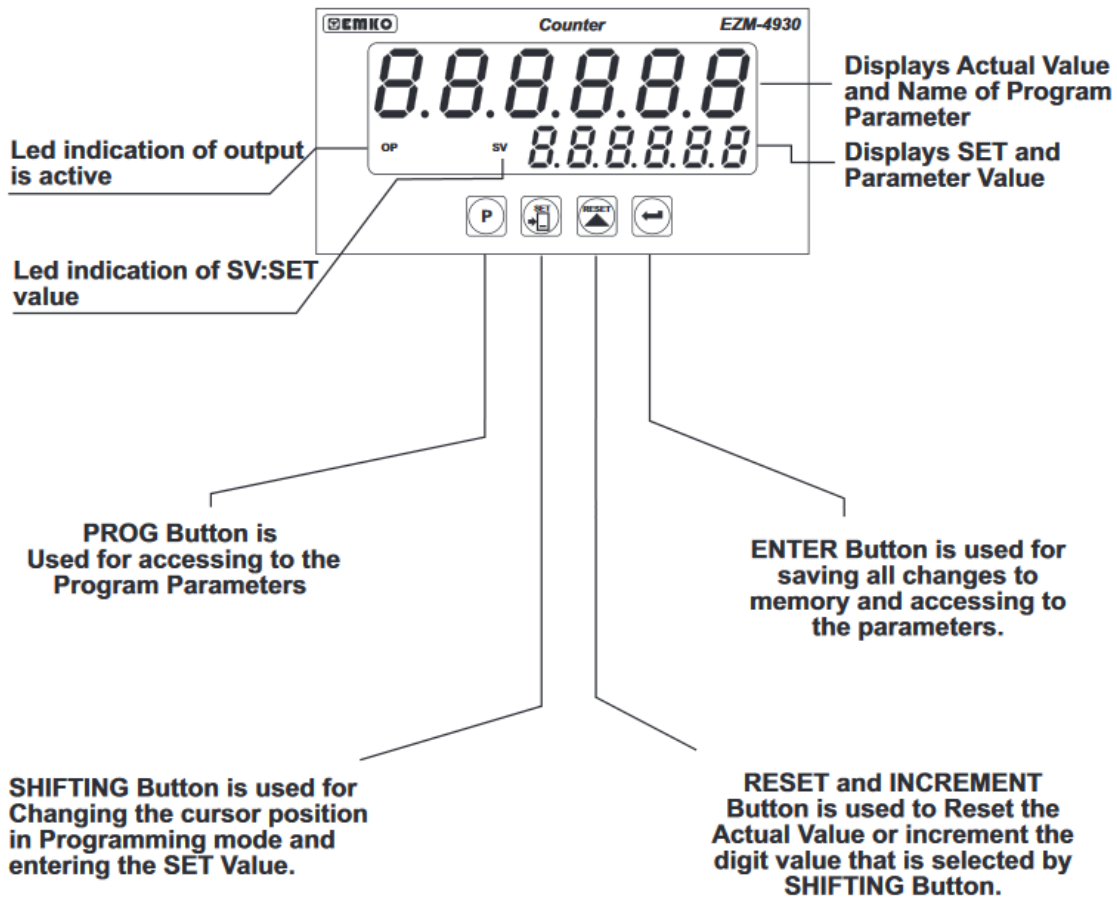 EMKO
Counter
EZM-4930
8.8.8.8.8.8
OP
SV
8.8.8.8.8.8
P
SET
RESET
Displays Actual Value
and Name of Program
Parameter
Displays SET and
Parameter Value
Led indication of output
is active
Led indication of SV:SET
value
PROG Button is
Used for accessing to the
Program Parameters
ENTER Button is used for
saving all changes to
memory and accessing to
the parameters.
SHIFTING Button is used for
Changing the cursor position
in Programming mode and
entering the SET Value.
RESET and INCREMENT
Button is used to Reset the
Actual Value or increment the
digit value that is selected by
SHIFTING Button.